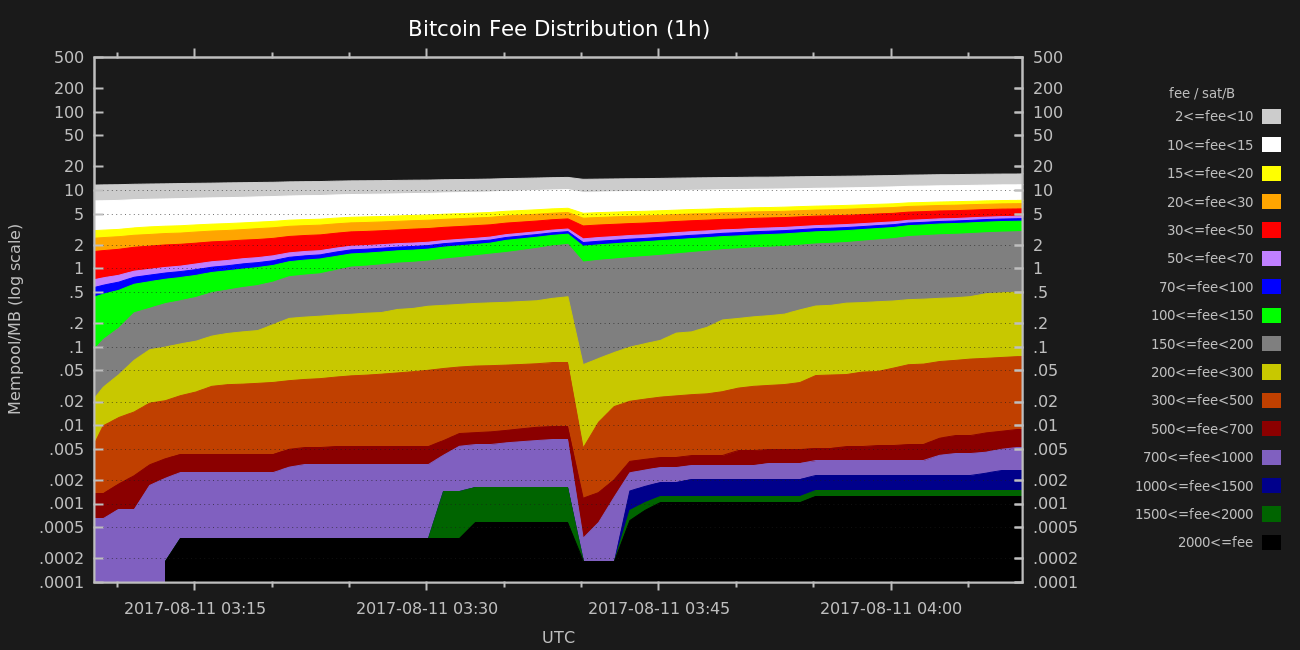 Bitcoin Fee Distribution (1h)
Mempool/MB (log scale)
500
200
100
50
20
10
5
2
1
.5
.2
.1
.05
.02
.01
.005
.002
.001
.0005
.0002
.0001
500
200
100
50
20
10
5
2
1
.5
.2
.1
.05
.02
.01
.005
.002
.001
.0005
.0002
.0001
fee / sat/B
2<=fee<10
10<=fee<15
15<=fee<20
20<=fee<30
30<=fee<50
50<=fee<70
70<=fee<100
100<=fee<150
150<=fee<200
200<=fee<300
300<=fee<500
500<=fee<700
700<=fee<1000
1000<=fee<1500
1500<=fee<2000
2000<=fee
2017-08-11 03:15 2017-08-11 03:30 2017-08-11 03:45 2017-08-11 04:00
UTC